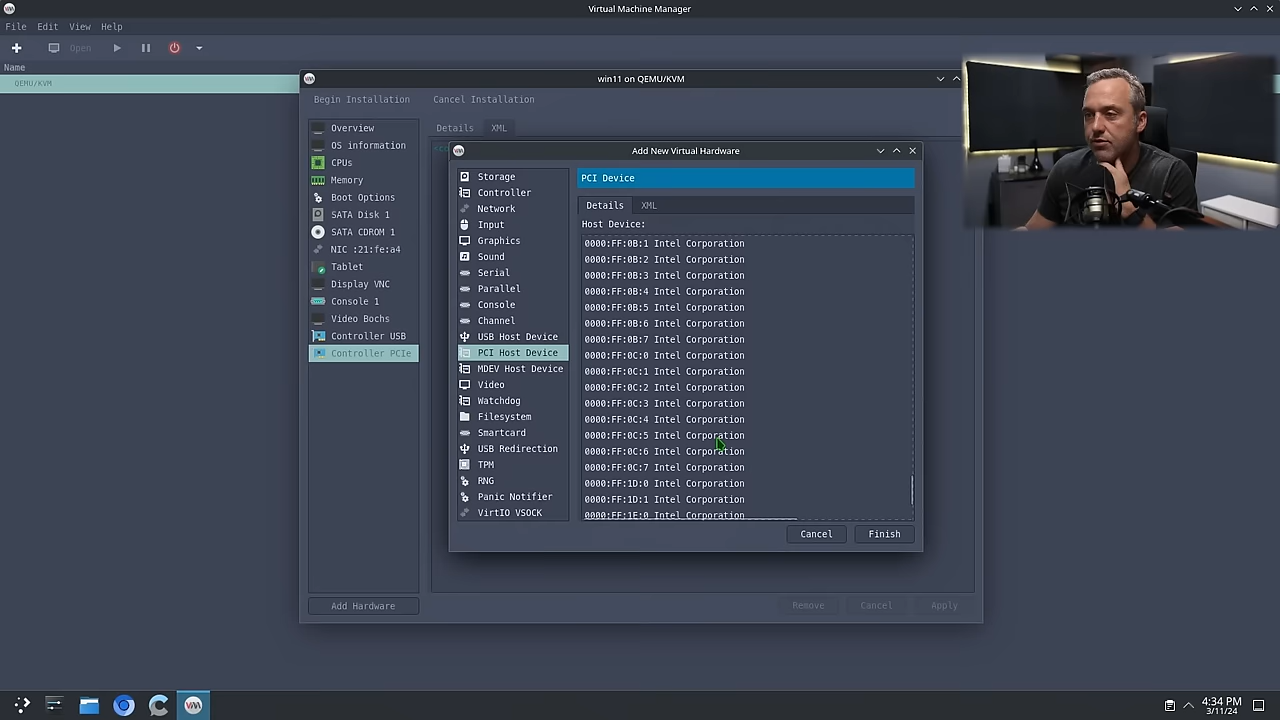 Virtual Machine Manager
File Edit View Help
Open
Name
QEMU/KVM
win11 on QEMU/KVM
Begin Installation Cancel Installation
Overview
OS information
CPUs
Memory
Boot Options
SATA Disk 1
SATA CDROM 1
NIC :21:fe:a4
Tablet
Display VNC
Console 1
Video Bochs
Controller USB
Controller PCIe
Add Hardware
Details XML
Add New Virtual Hardware
Storage
Controller
Network
Input
Graphics
Sound
Serial
Parallel
Console
Channel
USB Host Device
PCI Host Device
MDEV Host Device
Video
Watchdog
Filesystem
Smartcard
USB Redirection
TPM
RNG
Panic Notifier
VirtIO VSOCK
PCI Device
Details XML
Host Device:
0000:FF:0B:1 Intel Corporation
0000:FF:0B:2 Intel Corporation
0000:FF:0B:3 Intel Corporation
0000:FF:0B:4 Intel Corporation
0000:FF:0B:5 Intel Corporation
0000:FF:0B:6 Intel Corporation
0000:FF:0B:7 Intel Corporation
0000:FF:0C:0 Intel Corporation
0000:FF:0C:1 Intel Corporation
0000:FF:0C:2 Intel Corporation
0000:FF:0C:3 Intel Corporation
0000:FF:0C:4 Intel Corporation
0000:FF:0C:5 Intel Corporation
0000:FF:0C:6 Intel Corporation
0000:FF:0C:7 Intel Corporation
0000:FF:1D:0 Intel Corporation
0000:FF:1D:1 Intel Corporation
0000:FF:1E:0 Intel Corporation
Cancel Finish
Remove Cancel Apply
4:34 PM
3/11/24